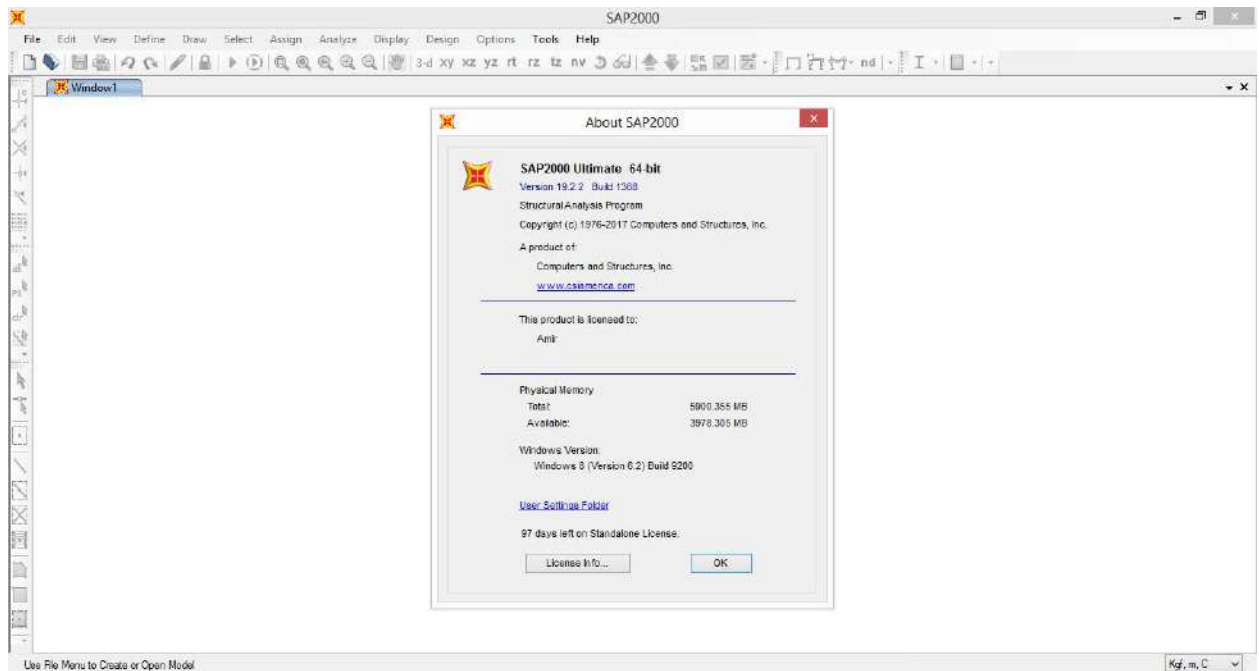 SAP2000
File Edit View Define Draw Select Assign Analyze Display Design Options Tools Help
3-d xy xz yz rt rz tz nv nd
Window1
About SAP2000
SAP2000 Ultimate 64-bit
Version 19.2.2 Build 1368
Structural Analysis Program
Copyright (c) 1976-2017 Computers and Structures, Inc.
A product of:
Computers and Structures, Inc.
www.csiamerica.com
This product is licensed to:
Amir
Physical Memory
Total: 5900.355 MB
Available: 3978.305 MB
Windows Version:
Windows 8 (Version 6.2) Build 9200
User Settings Folder
97 days left on Standalone License.
License Info... OK
Use File Menu to Create or Open Model
Kgf, m, C